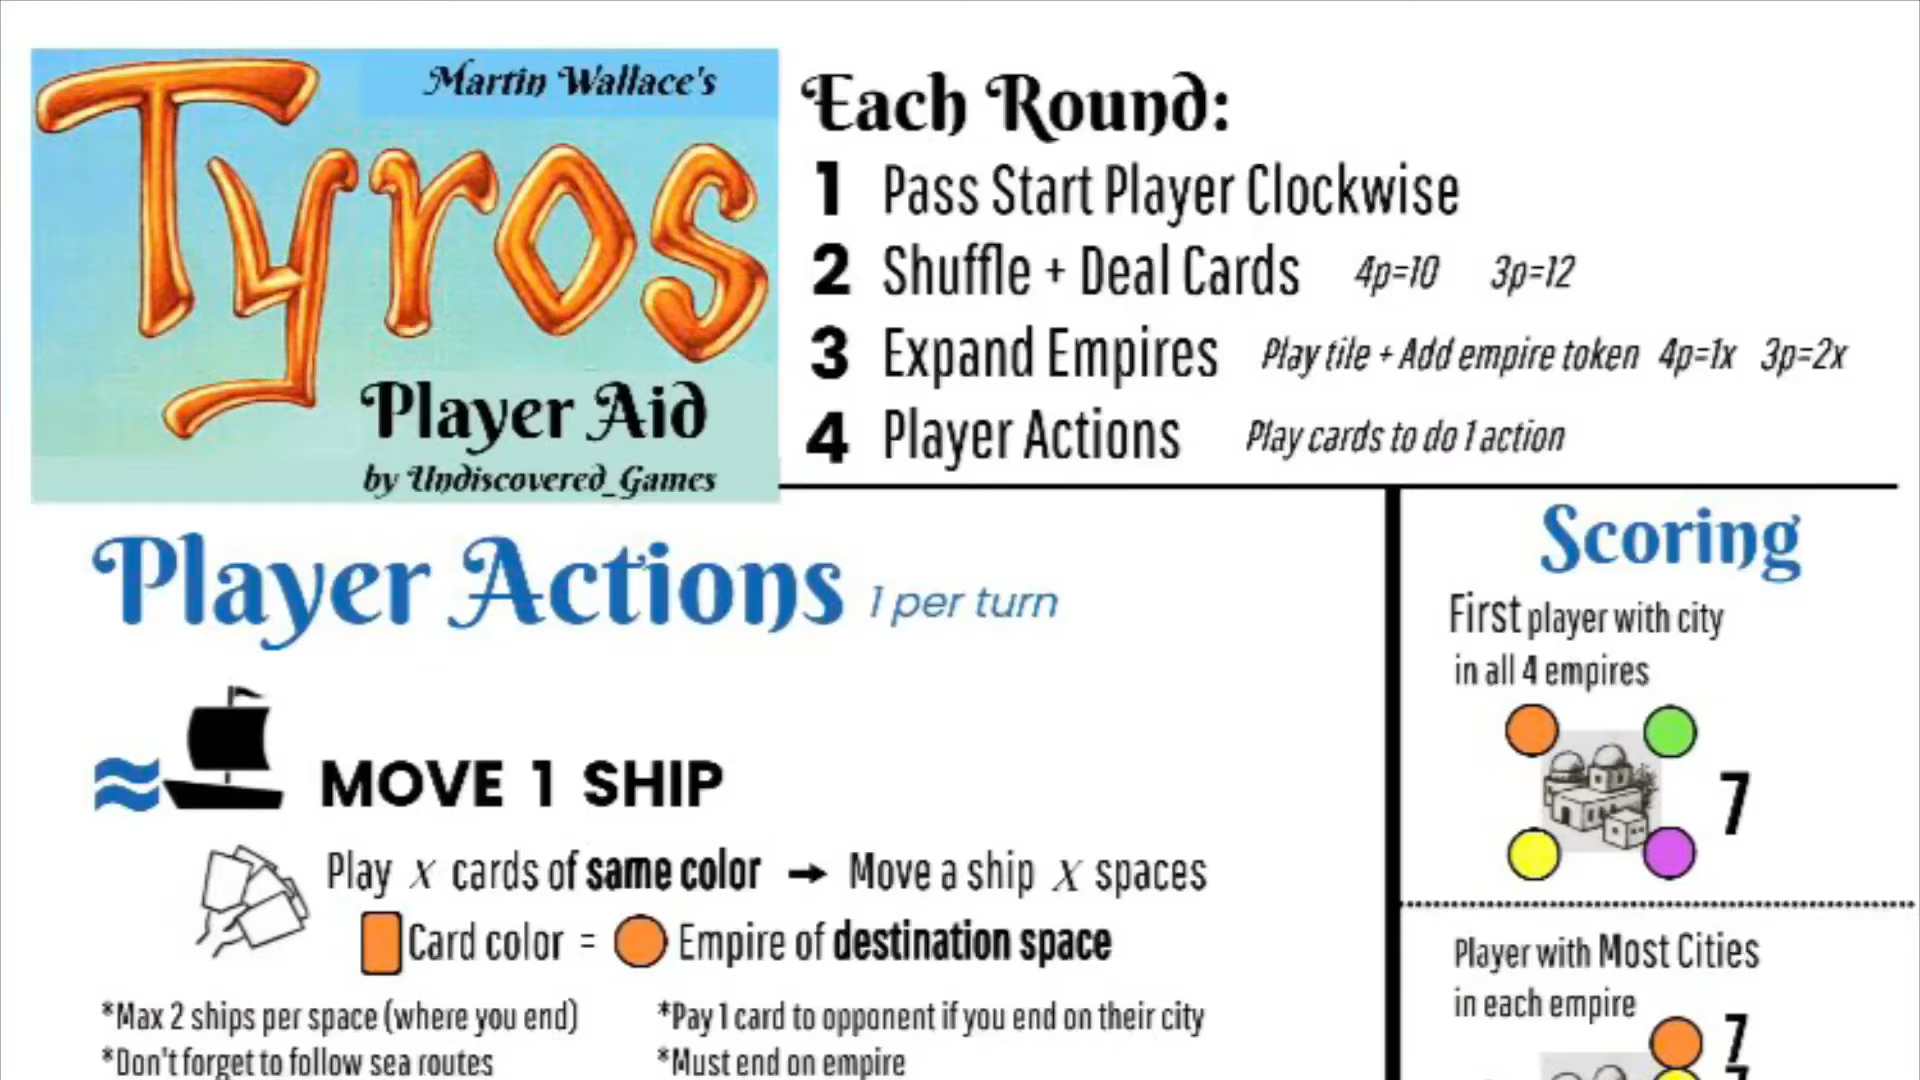 Martin Wallace's
Tyros
Player Aid
by Undiscovered_Games
Each Round:
1 Pass Start Player Clockwise
2 Shuffle + Deal Cards 4p=10 3p=12
3 Expand Empires Play tile + Add empire token 4p=1x 3p=2x
4 Player Actions Play cards to do 1 action
Player Actions 1 per turn
MOVE 1 SHIP
Play x cards of same color → Move a ship x spaces
Card color = Empire of destination space
*Max 2 ships per space (where you end)
*Don't forget to follow sea routes
*Pay 1 card to opponent if you end on their city
*Must end on empire
Scoring
First player with city
in all 4 empires
7
Player with Most Cities
in each empire
7